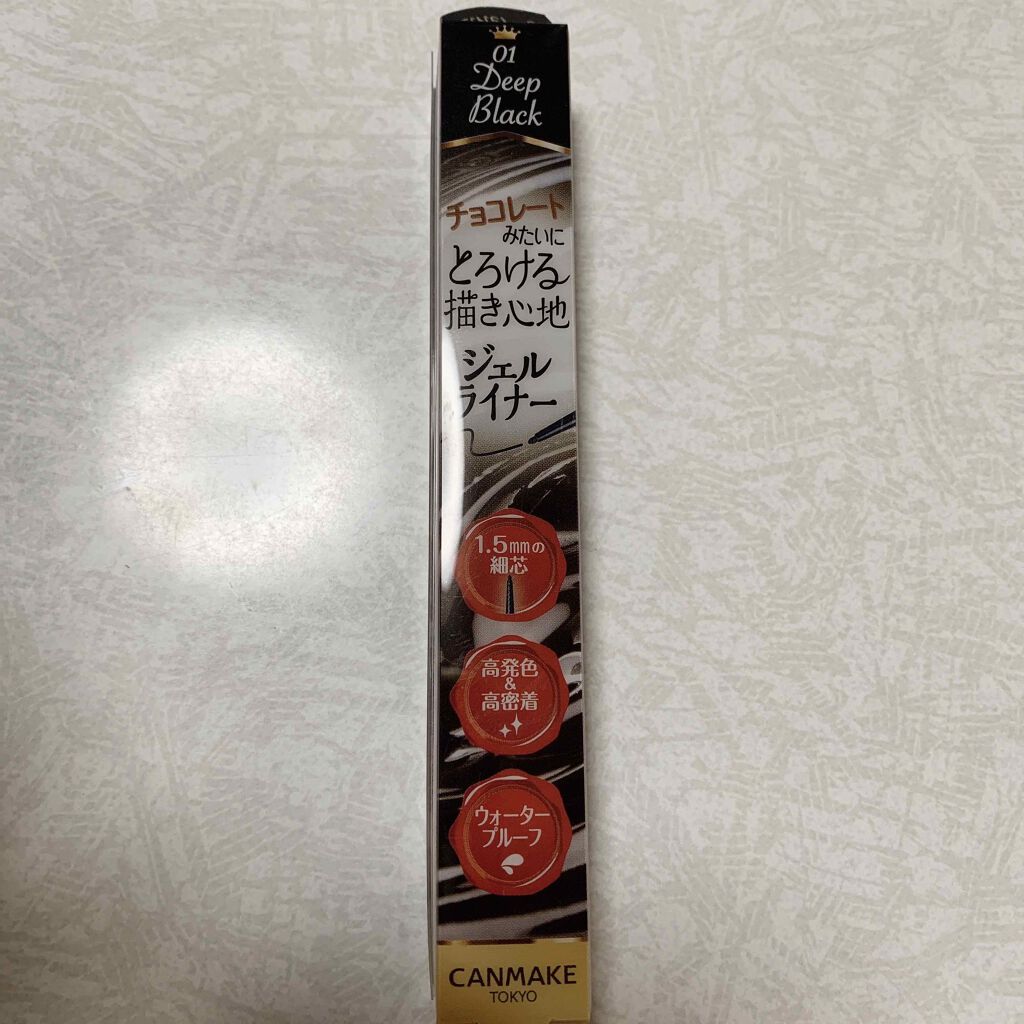 01
Deep
Black
チョコレート
みたいに
とろける
描き心地
ジェル
ライナー
1.5mmの
細芯
高発色
&
高密着
ウォーター
プルーフ
CANMAKE
TOKYO